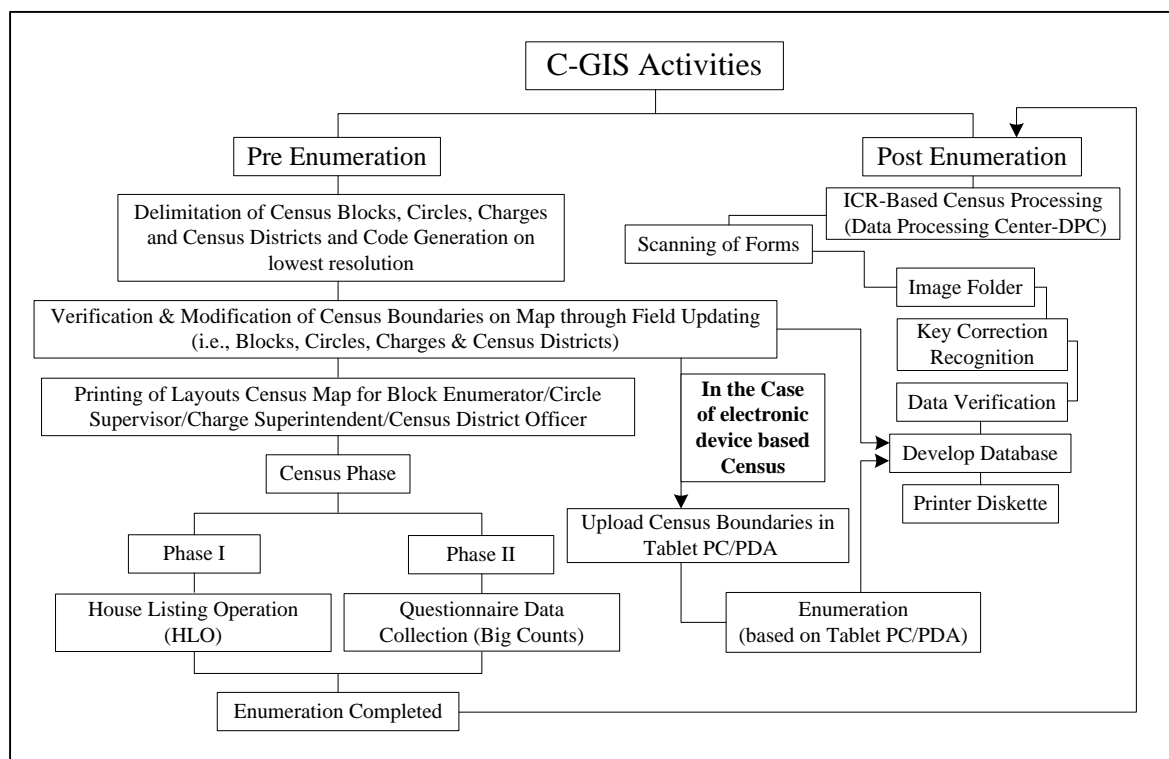 C-GIS Activities
Pre Enumeration
Delimitation of Census Blocks, Circles, Charges
and Census Districts and Code Generation on
lowest resolution
Verification & Modification of Census Boundaries on Map through Field Updating
(i.e., Blocks, Circles, Charges & Census Districts)
Printing of Layouts Census Map for Block Enumerator/Circle
Supervisor/Charge Superintendent/Census District Officer
Census Phase
Phase I
Phase II
House Listing Operation
(HLO)
Questionnaire Data
Collection (Big Counts)
Enumeration Completed
In the Case
of electronic
device based
Census
Upload Census Boundaries in
Tablet PC/PDA
Enumeration
(based on Tablet PC/PDA)
Post Enumeration
ICR-Based Census Processing
(Data Processing Center-DPC)
Scanning of Forms
Image Folder
Key Correction
Recognition
Data Verification
Develop Database
Printer Diskette